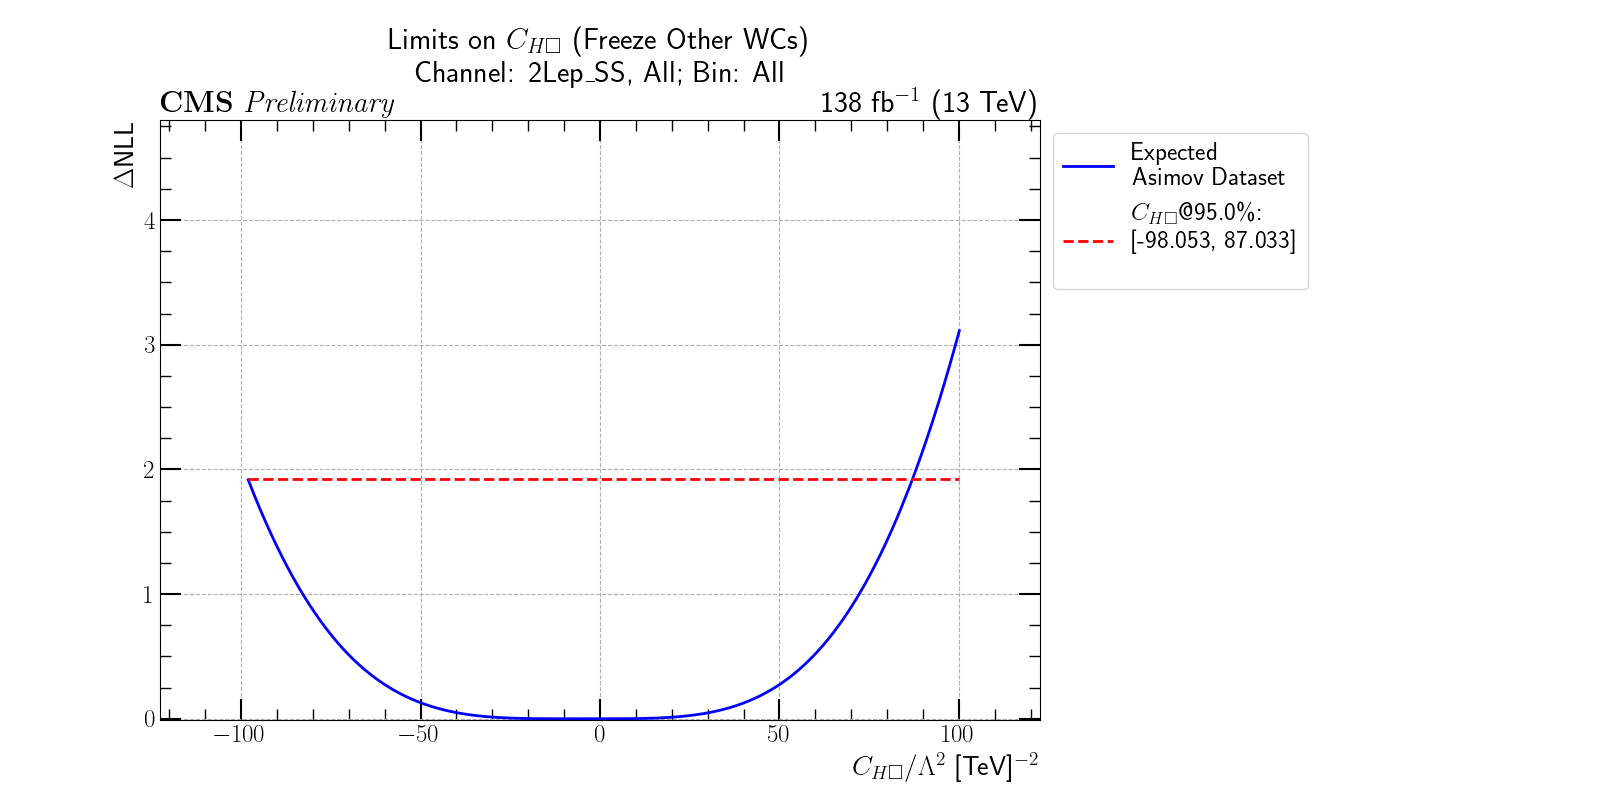 Limits on C_{H□} (Freeze Other WCs)
Channel: 2Lep_SS, All; Bin: All
CMS Preliminary
138 fb⁻¹ (13 TeV)
ΔNLL
4
3
2
1
0
−100
−50
0
50
100
C_{H□}/Λ² [TeV]⁻²
Expected
Asimov Dataset
C_{H□}@95.0%:
[-98.053, 87.033]